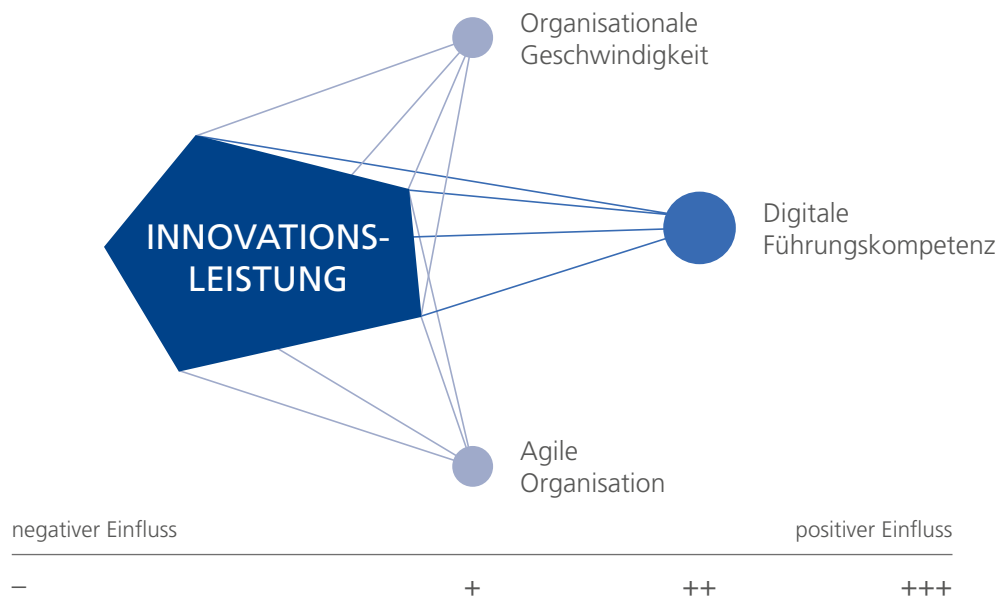 Organisationale
Geschwindigkeit
INNOVATIONS-
LEISTUNG
Digitale
Führungskompetenz
Agile
Organisation
negativer Einfluss
positiver Einfluss
– + ++ +++